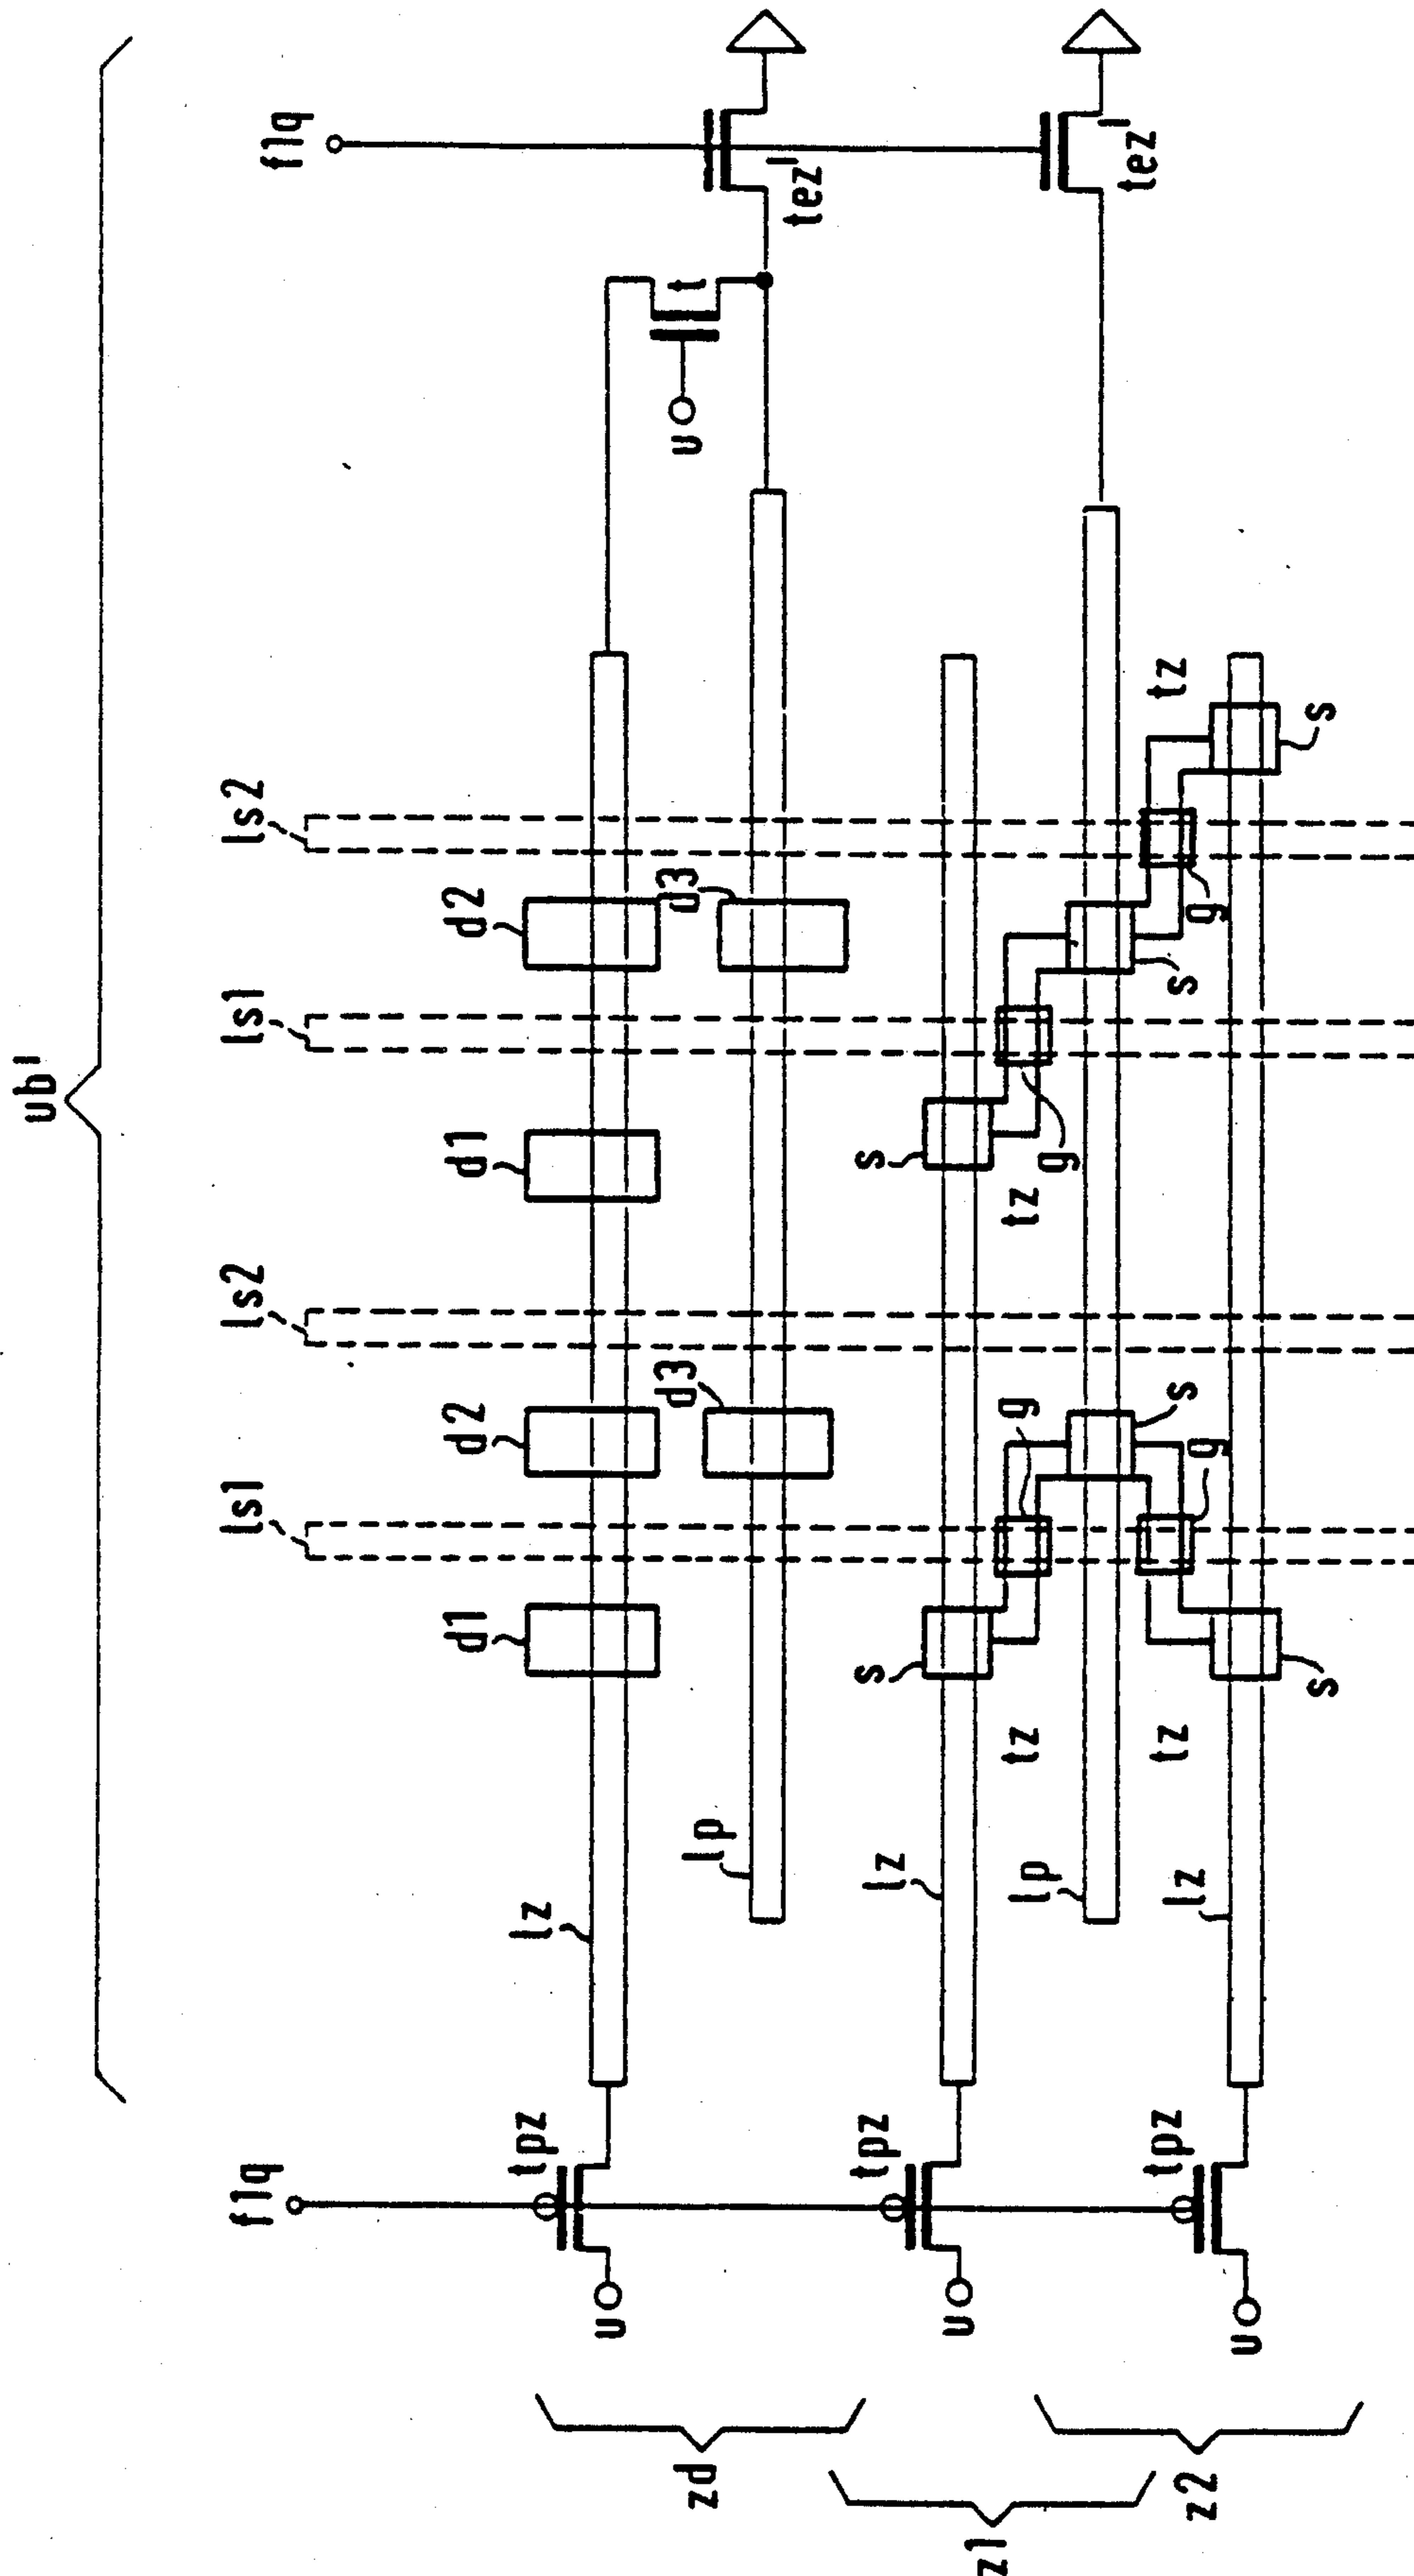 ub'
f1q
ls1
ls2
ls1
ls2
f1q
d1
d2
d1
d2
tpz
lz
u
d3
d3
u
t
zd
lp
tez'
tpz
lz
s
s
u
z1
lp
tz
g
tz
g
tez'
tpz
lz
tz
s
s
tz
z2
g
g
u
s
s